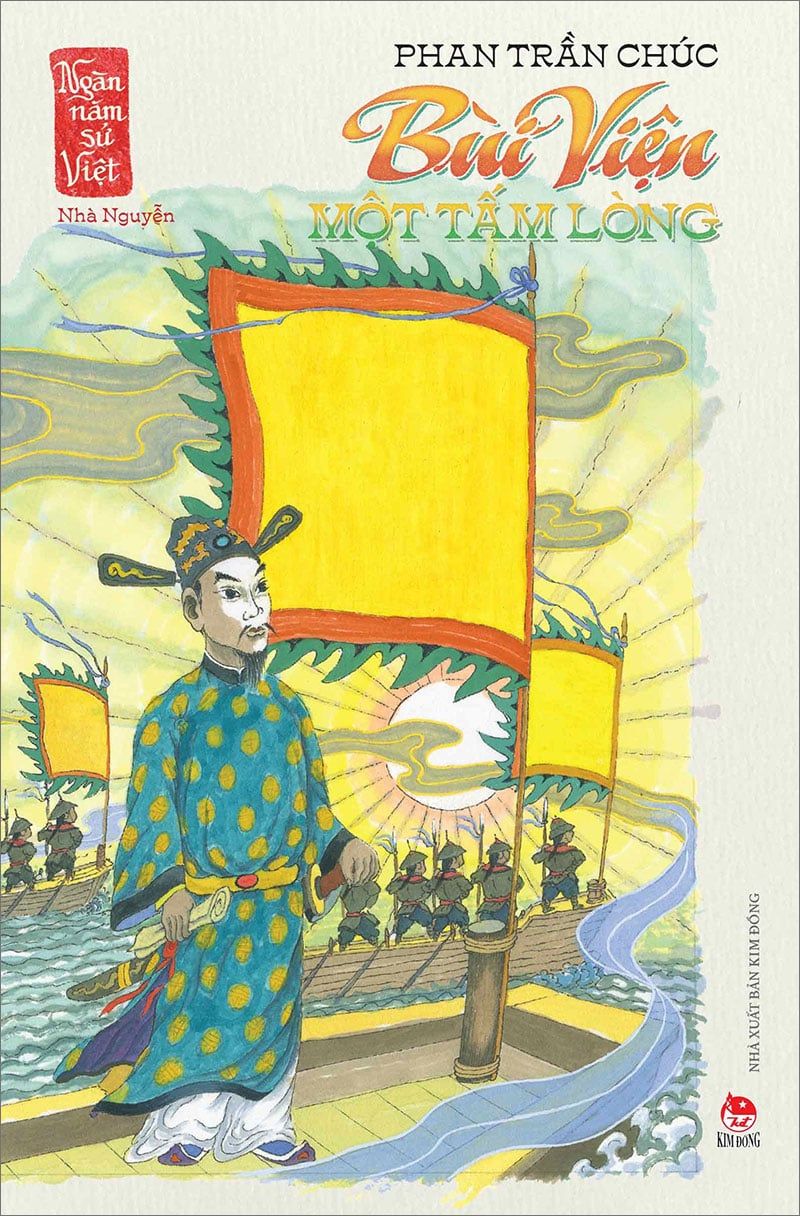 Ngàn
năm
sử
Việt
Nhà Nguyễn
PHAN TRẦN CHÚC
Bùi Viện
MỘT TẤM LÒNG
NHÀ XUẤT BẢN KIM ĐỒNG
KIM ĐỒNG